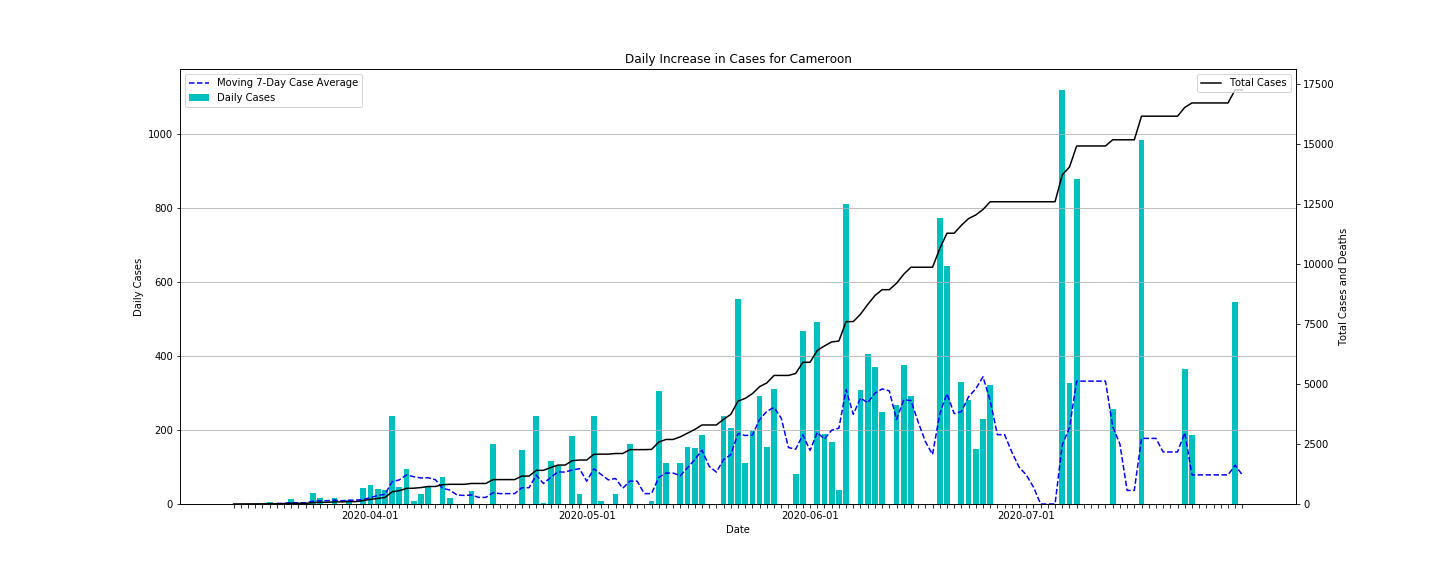 Daily Increase in Cases for Cameroon
Moving 7-Day Case Average
Daily Cases
Total Cases
Daily Cases
1000
800
600
400
200
0
17500
15000
12500
10000
7500
5000
2500
0
Total Cases and Deaths
2020-04-01
2020-05-01
2020-06-01
2020-07-01
Date